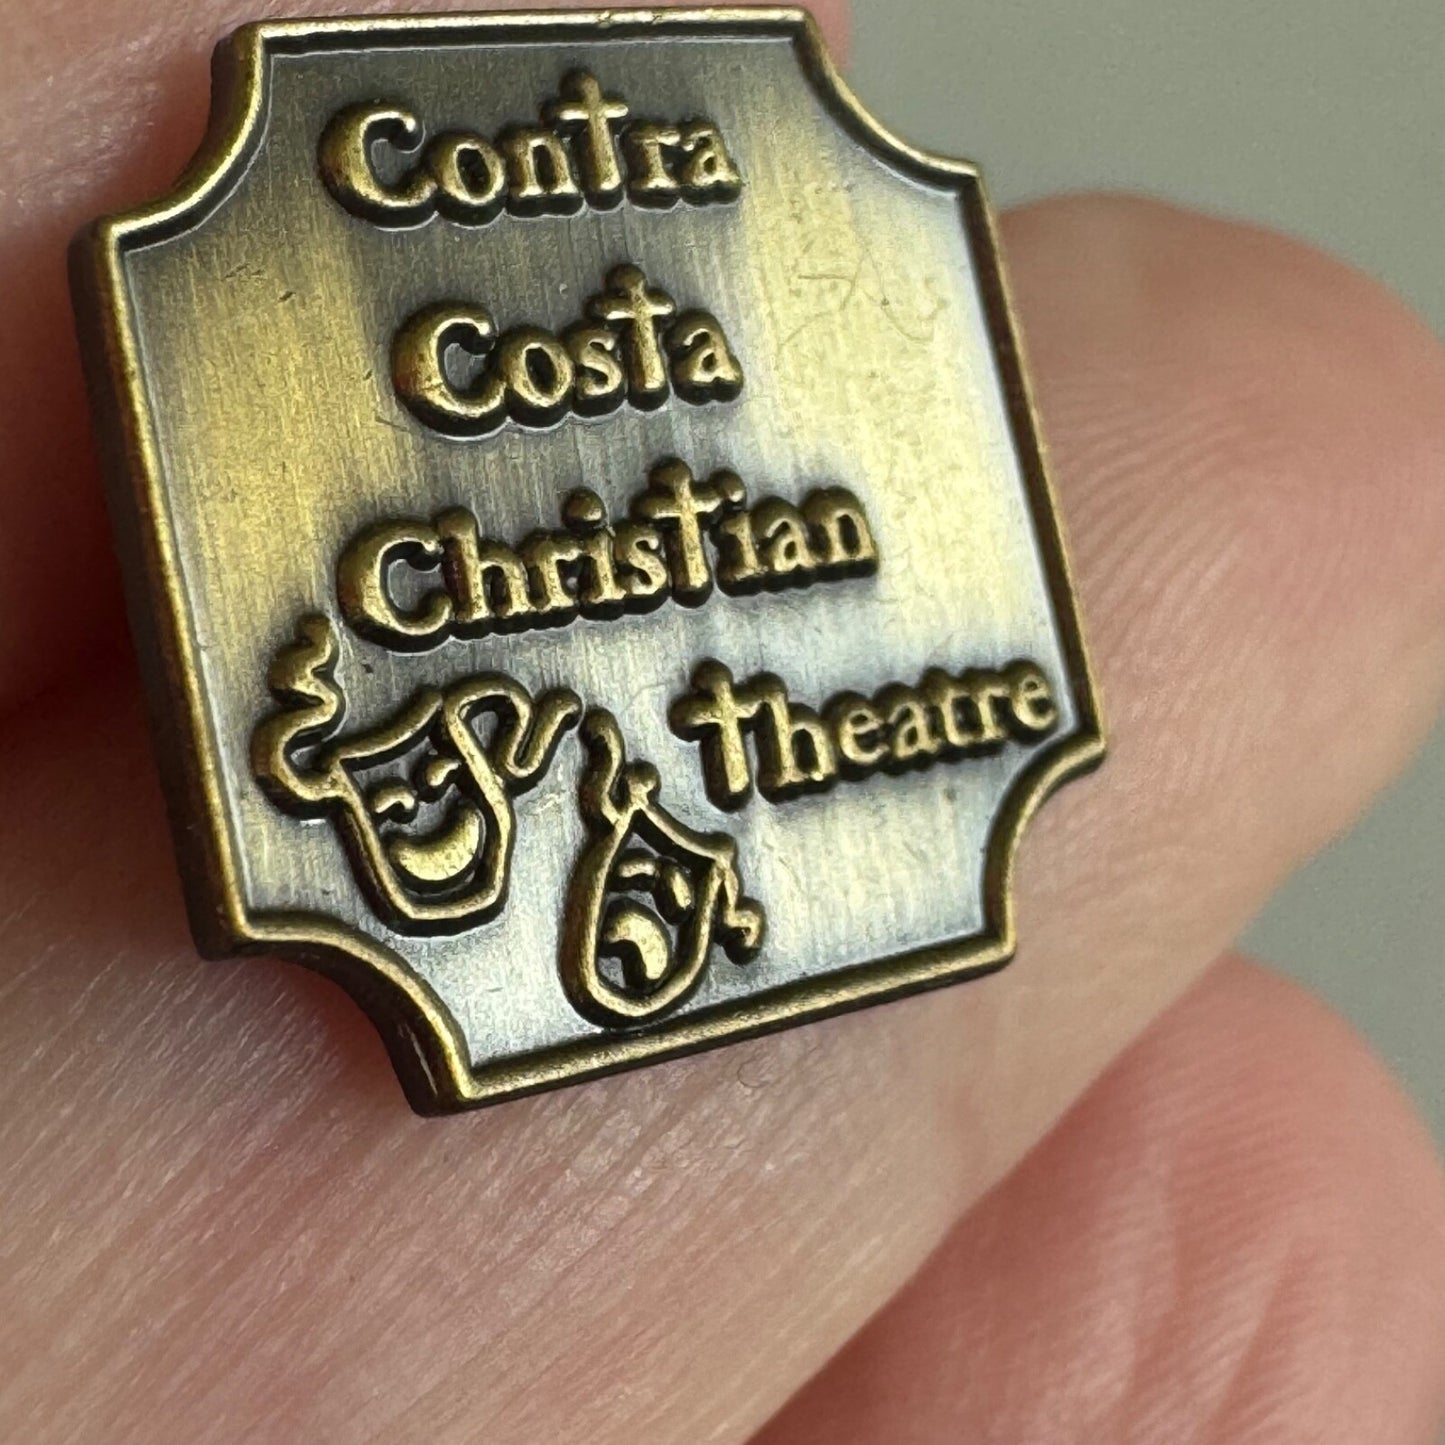 Contra
Costa
Christian
theatre